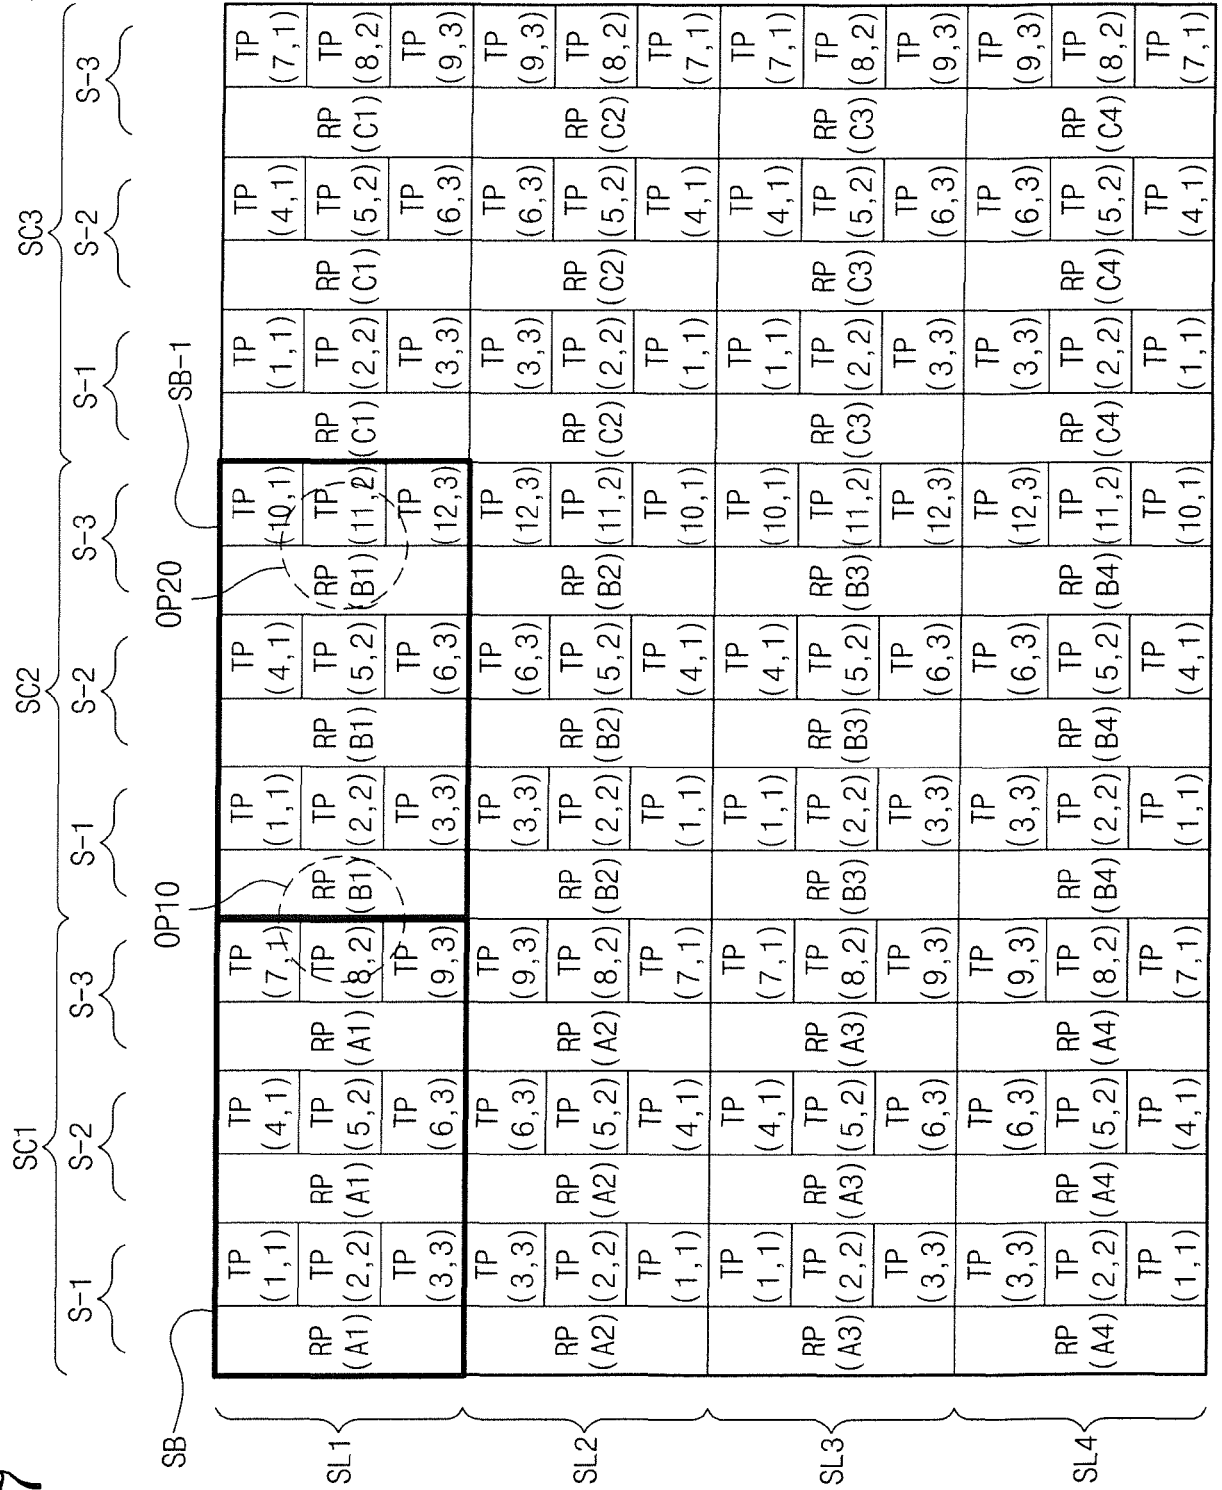 7
SC1 SC2 SC3
S-1 S-2 S-3 S-1 S-2 S-3 S-1 S-2 S-3
SB OP10 OP20 SB-1
TP TP TP TP TP TP TP TP TP
(1,1) (4,1) (7,1) (1,1) (4,1) (10,1) (1,1) (4,1) (7,1)
SL1 RP TP RP TP RP TP RP TP RP TP RP TP RP TP RP TP RP TP
(A1) (2,2) (A1) (5,2) (A1) (8,2) (B1) (2,2) (B1) (5,2) (B1) (11,2) (C1) (2,2) (C1) (5,2) (C1) (8,2)
TP TP TP TP TP TP TP TP TP
(3,3) (6,3) (9,3) (3,3) (6,3) (12,3) (3,3) (6,3) (9,3)
TP TP TP TP TP TP TP TP TP
(3,3) (6,3) (9,3) (3,3) (6,3) (12,3) (3,3) (6,3) (9,3)
SL2 RP TP RP TP RP TP RP TP RP TP RP TP RP TP RP TP RP TP
(A2) (2,2) (A2) (5,2) (A2) (8,2) (B2) (2,2) (B2) (5,2) (B2) (11,2) (C2) (2,2) (C2) (5,2) (C2) (8,2)
TP TP TP TP TP TP TP TP TP
(1,1) (4,1) (7,1) (1,1) (4,1) (10,1) (1,1) (4,1) (7,1)
TP TP TP TP TP TP TP TP TP
(1,1) (4,1) (7,1) (1,1) (4,1) (10,1) (1,1) (4,1) (7,1)
SL3 RP TP RP TP RP TP RP TP RP TP RP TP RP TP RP TP RP TP
(A3) (2,2) (A3) (5,2) (A3) (8,2) (B3) (2,2) (B3) (5,2) (B3) (11,2) (C3) (2,2) (C3) (5,2) (C3) (8,2)
TP TP TP TP TP TP TP TP TP
(3,3) (6,3) (9,3) (3,3) (6,3) (12,3) (3,3) (6,3) (9,3)
TP TP TP TP TP TP TP TP TP
(3,3) (6,3) (9,3) (3,3) (6,3) (12,3) (3,3) (6,3) (9,3)
SL4 RP TP RP TP RP TP RP TP RP TP RP TP RP TP RP TP RP TP
(A4) (2,2) (A4) (5,2) (A4) (8,2) (B4) (2,2) (B4) (5,2) (B4) (11,2) (C4) (2,2) (C4) (5,2) (C4) (8,2)
TP TP TP TP TP TP TP TP TP
(1,1) (4,1) (7,1) (1,1) (4,1) (10,1) (1,1) (4,1) (7,1)